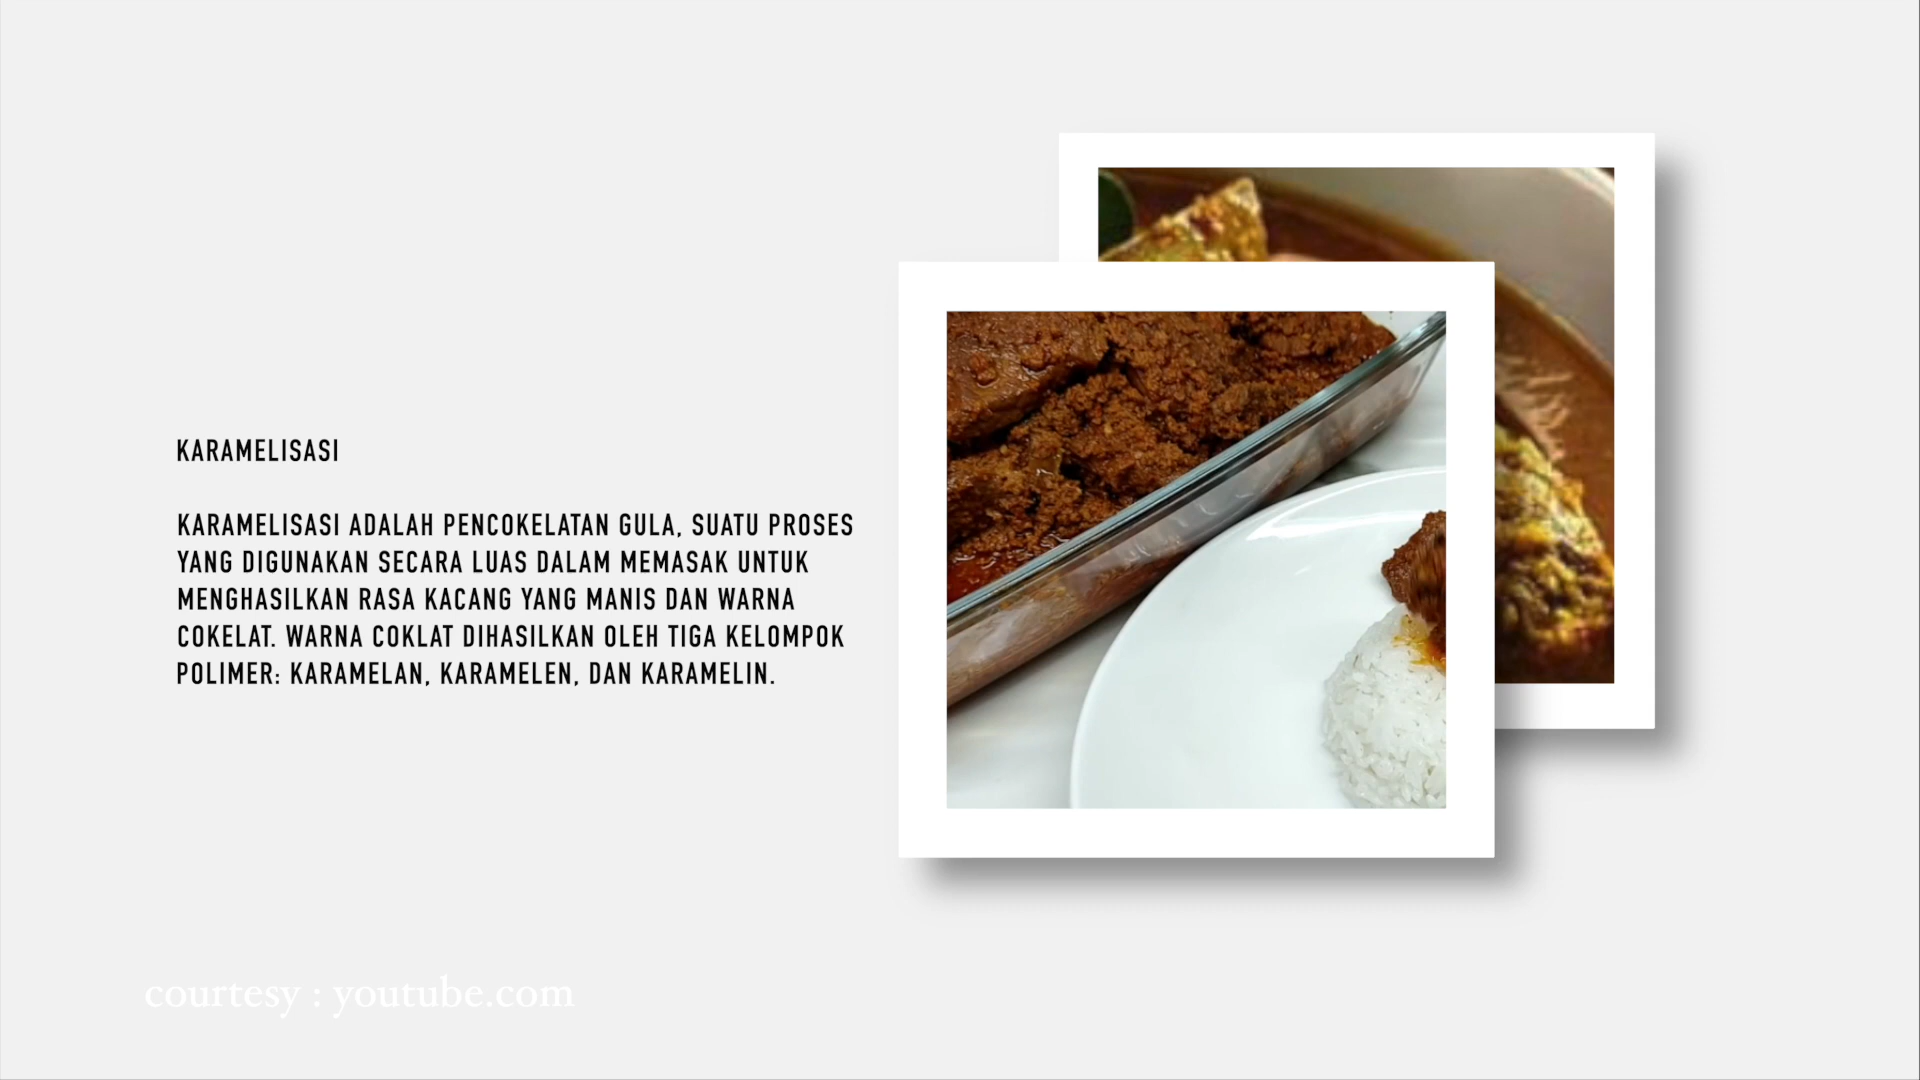 KARAMELISASI
KARAMELISASI ADALAH PENCOKELATAN GULA, SUATU PROSES
YANG DIGUNAKAN SECARA LUAS DALAM MEMASAK UNTUK
MENGHASILKAN RASA KACANG YANG MANIS DAN WARNA
COKELAT. WARNA COKLAT DIHASILKAN OLEH TIGA KELOMPOK
POLIMER: KARAMELAN, KARAMELEN, DAN KARAMELIN.
courtesy : youtube.com